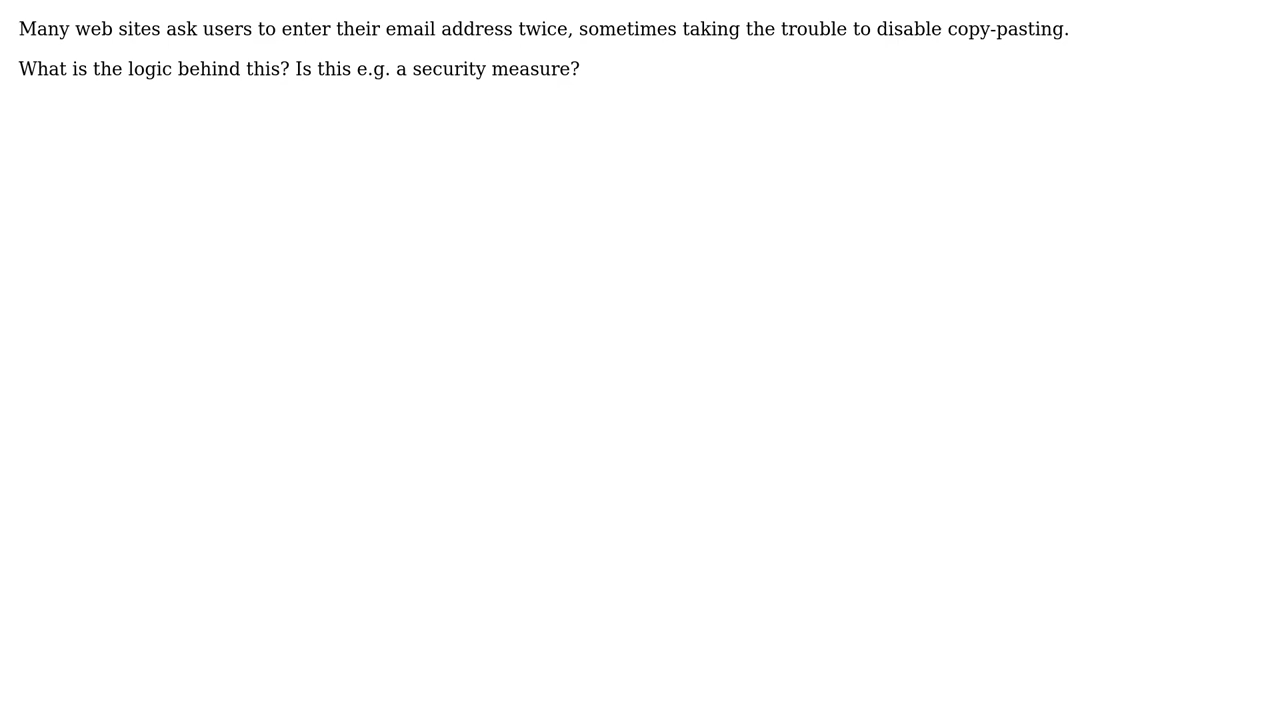 Many web sites ask users to enter their email address twice, sometimes taking the trouble to disable copy-pasting.
What is the logic behind this? Is this e.g. a security measure?